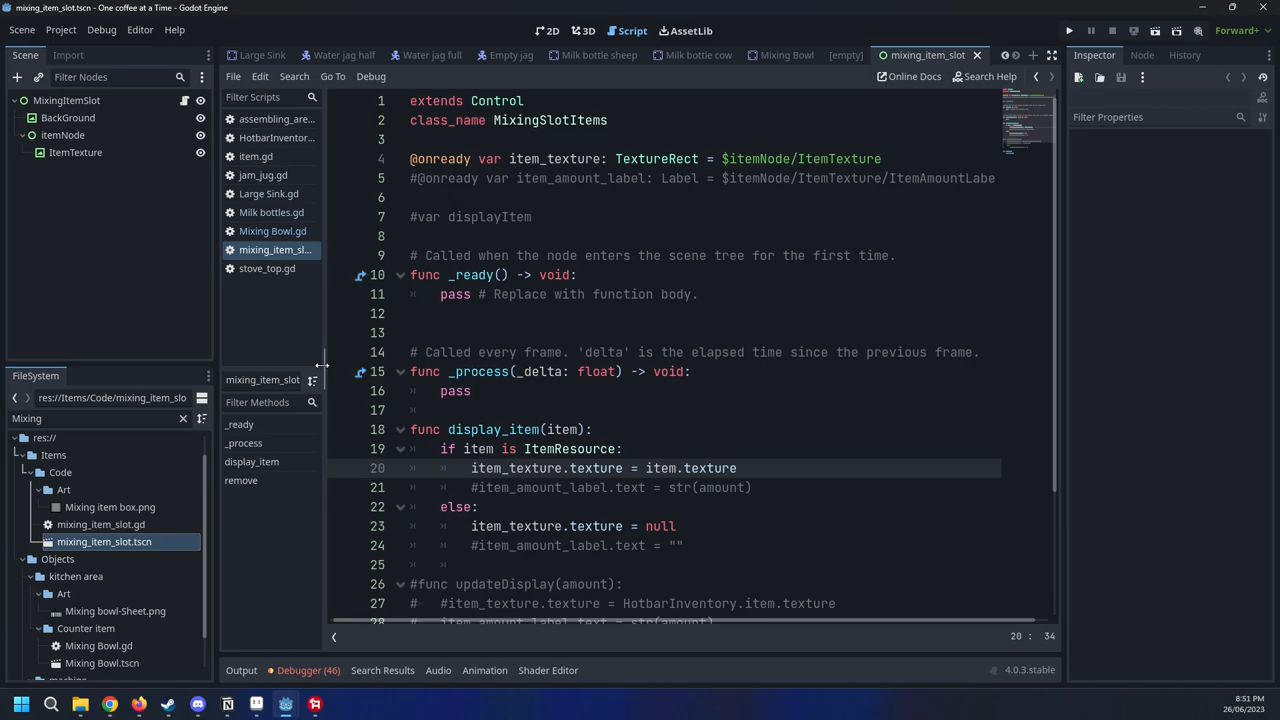 mixing_item_slot.tscn - One coffee at a Time - Godot Engine
Scene Project Debug Editor Help
2D 3D Script AssetLib
Forward+
Scene Import
Filter Nodes
MixingItemSlot
BackGround
itemNode
ItemTexture
FileSystem
res://Items/Code/mixing_item_slo
Mixing
res://
Items
Code
Art
Mixing item box.png
mixing_item_slot.gd
mixing_item_slot.tscn
Objects
kitchen area
Art
Mixing bowl-Sheet.png
Counter item
Mixing Bowl.gd
Mixing Bowl.tscn
Large Sink Water jag half Water jag full Empty jag Milk bottle sheep Milk bottle cow Mixing Bowl [empty] mixing_item_slot
File Edit Search Go To Debug
Online Docs Search Help
Filter Scripts
assembling_are...
HotbarInventor...
item.gd
jam_jug.gd
Large Sink.gd
Milk bottles.gd
Mixing Bowl.gd
mixing_item_sl...
stove_top.gd
mixing_item_slot
Filter Methods
_ready
_process
display_item
remove
1 extends Control
2 class_name MixingSlotItems
3
4 @onready var item_texture: TextureRect = $itemNode/ItemTexture
5 #@onready var item_amount_label: Label = $itemNode/ItemTexture/ItemAmountLabe
6
7 #var displayItem
8
9 # Called when the node enters the scene tree for the first time.
10 func _ready() -> void:
11 pass # Replace with function body.
12
13
14 # Called every frame. 'delta' is the elapsed time since the previous frame.
15 func _process(_delta: float) -> void:
16 pass
17
18 func display_item(item):
19 if item is ItemResource:
20 item_texture.texture = item.texture
21 #item_amount_label.text = str(amount)
22 else:
23 item_texture.texture = null
24 #item_amount_label.text = ""
25
26 #func updateDisplay(amount):
27 # #item_texture.texture = HotbarInventory.item.texture
28 # item_amount_label.text = str(amount)
20 : 34
Output Debugger (46) Search Results Audio Animation Shader Editor
4.0.3.stable
Inspector Node History
Filter Properties
8:51 PM
26/06/2023